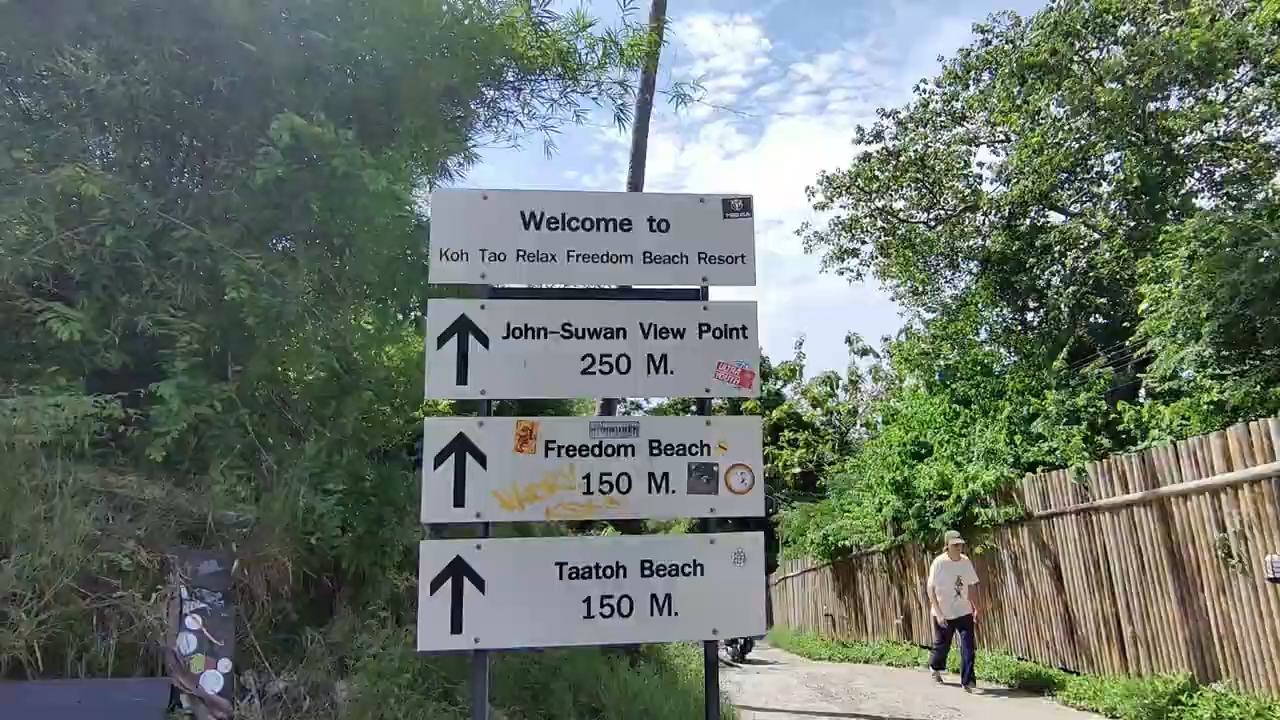 Welcome to
Koh Tao Relax Freedom Beach Resort
John-Suwan View Point
250 M.
ULTRA
Freedom Beach
150 M.
Taatoh Beach
150 M.